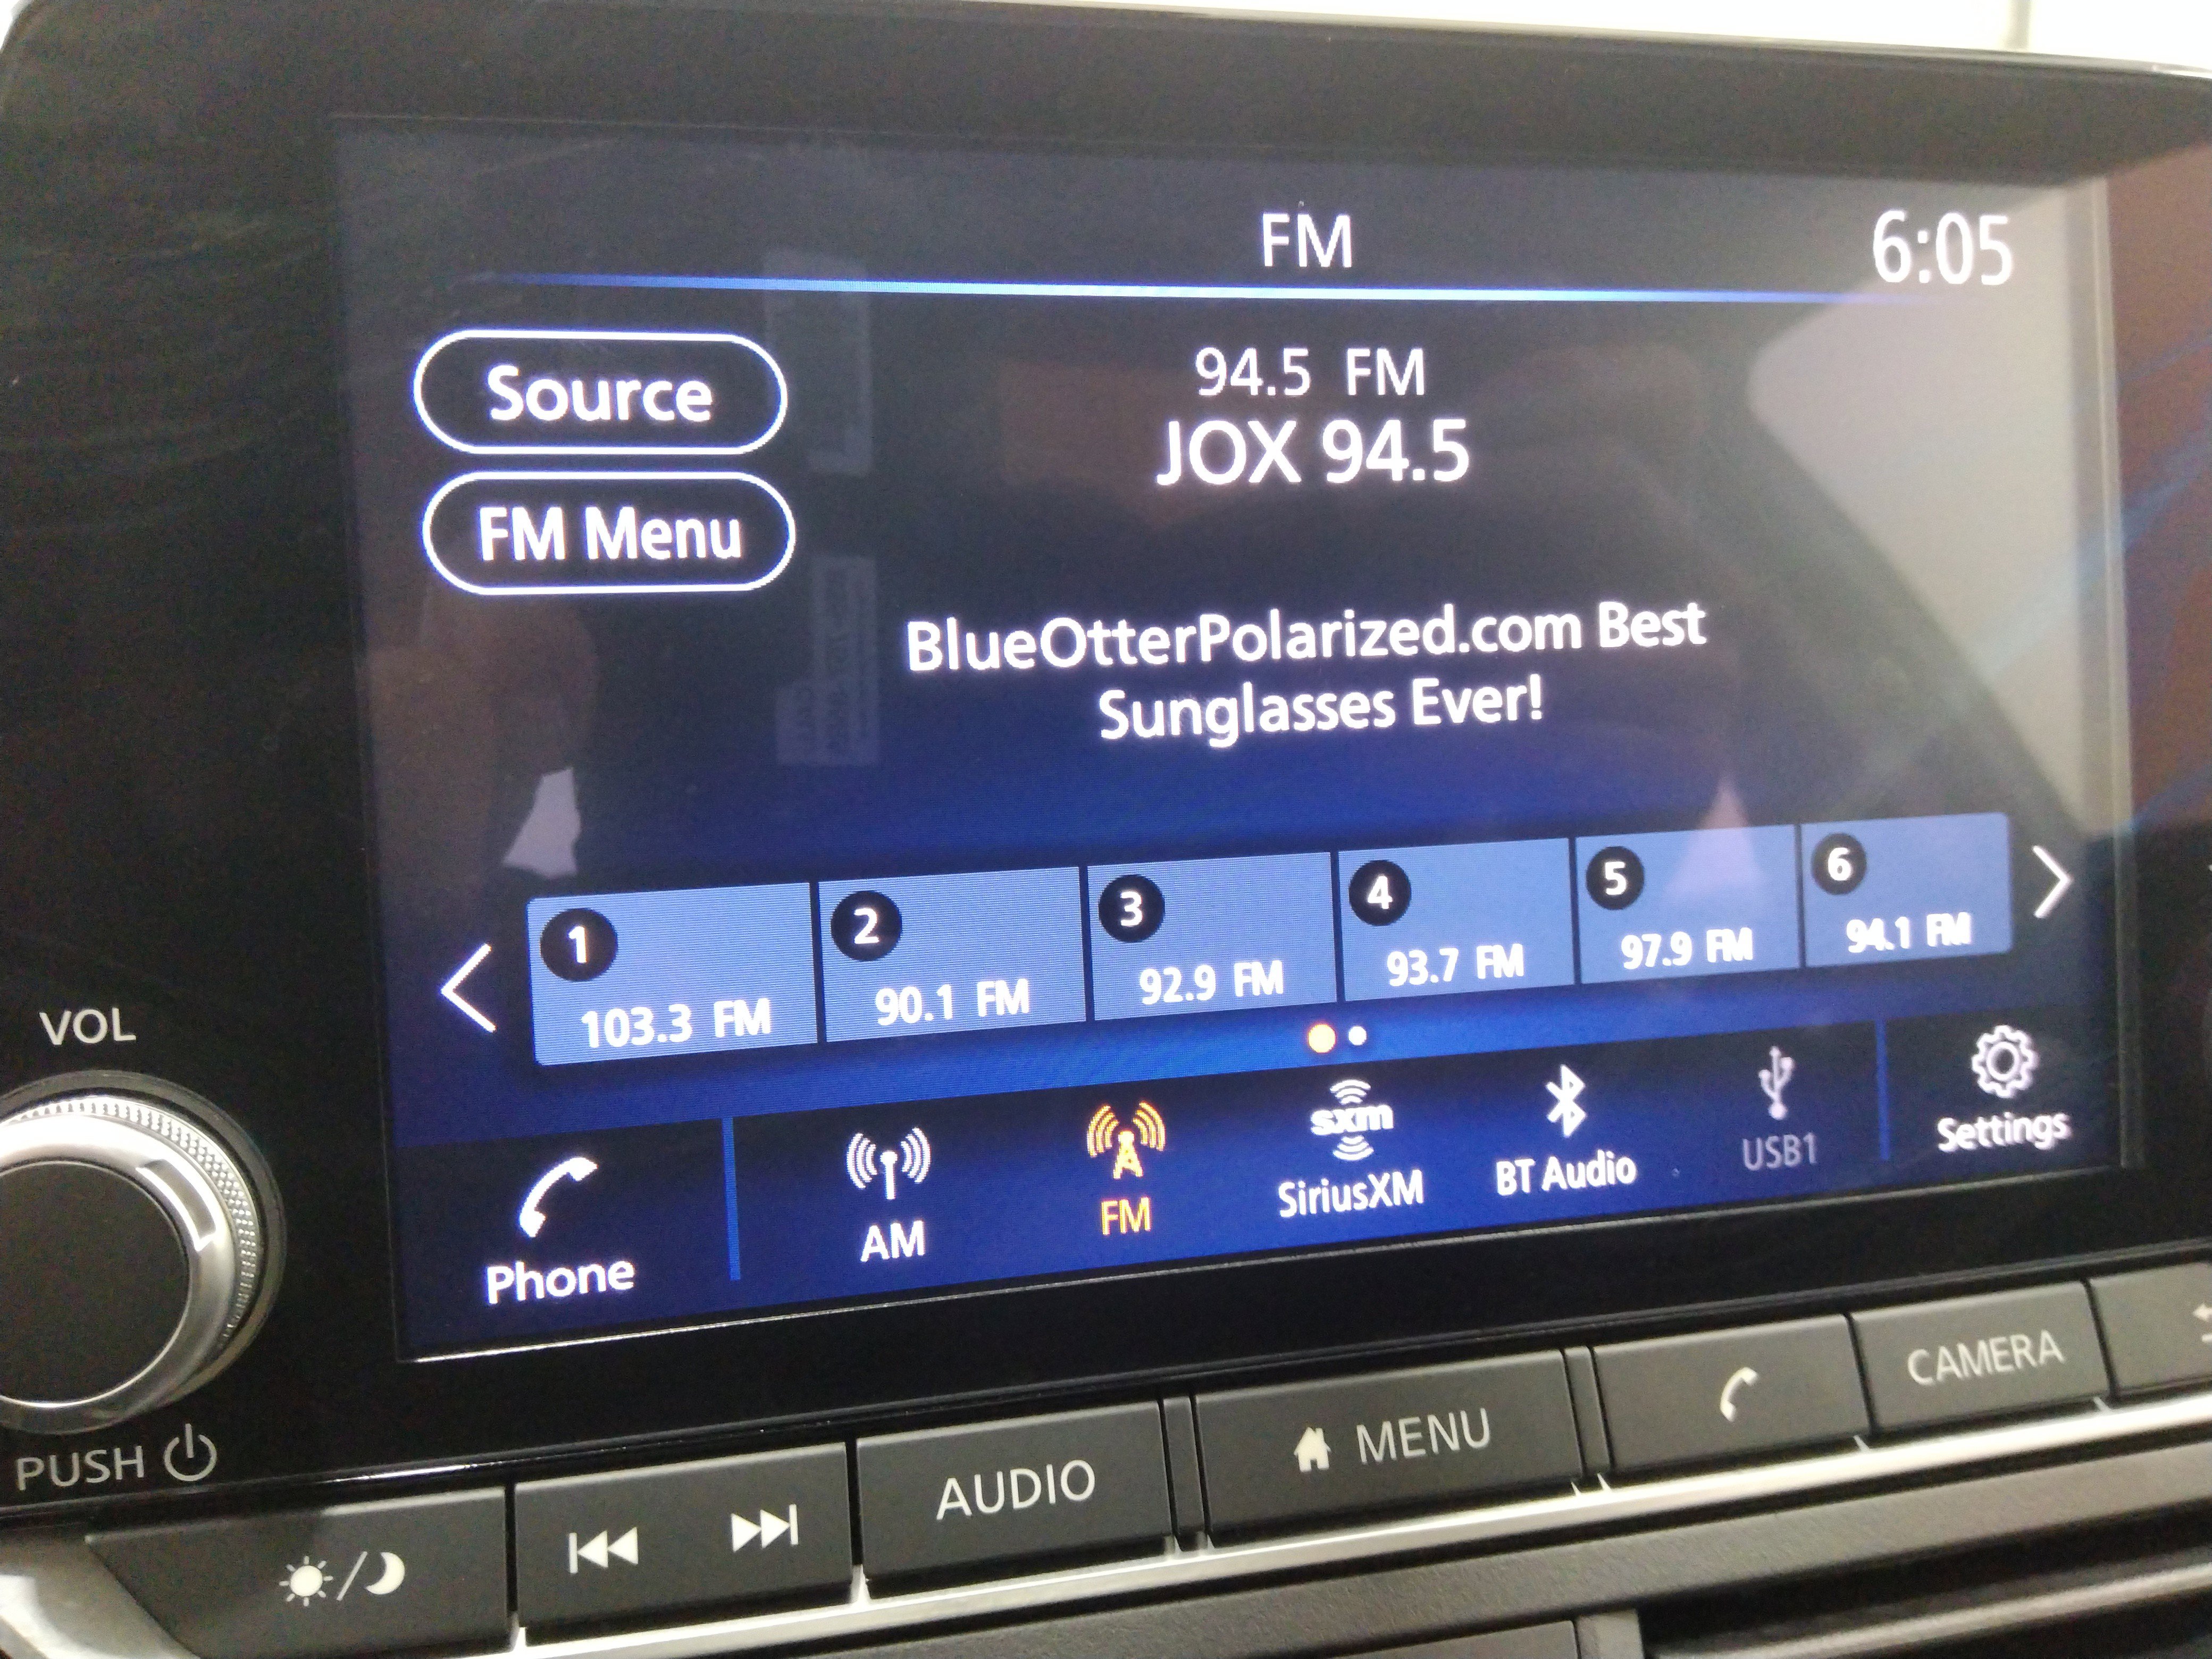 FM
6:05
Source
FM Menu
94.5 FM
JOX 94.5
BlueOtterPolarized.com Best
Sunglasses Ever!
1
103.3 FM
2
90.1 FM
3
92.9 FM
4
93.7 FM
5
97.9 FM
6
94.1 FM
Phone
AM
FM
sxm
SiriusXM
BT Audio
USB1
Settings
VOL
PUSH
AUDIO
MENU
CAMERA